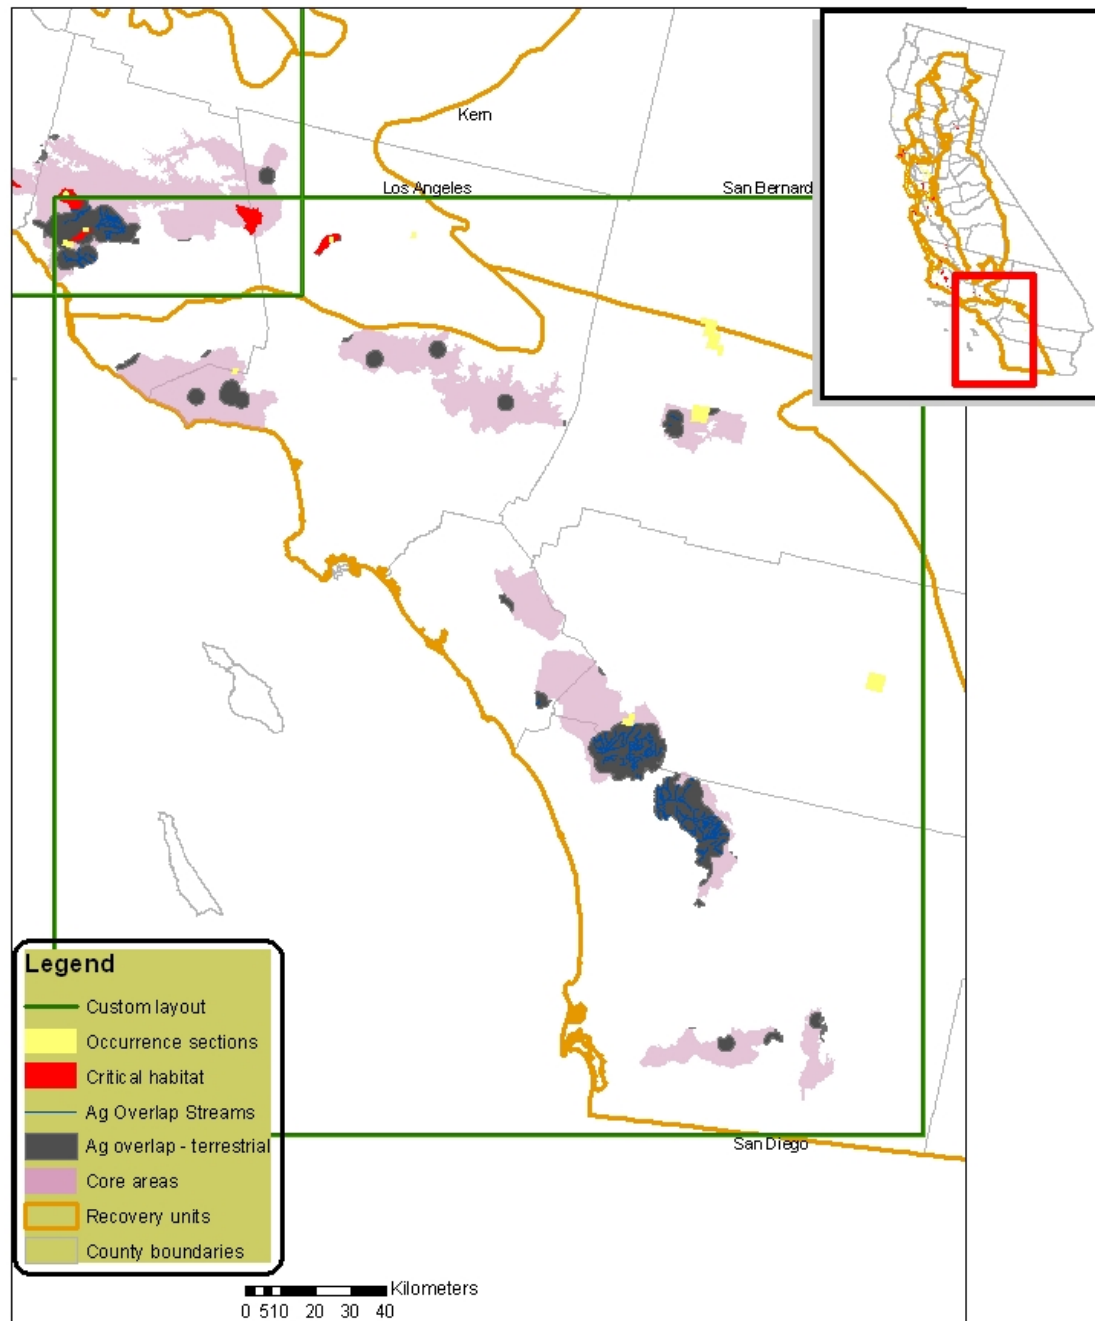 Kern
Los Angeles
San Bernard
Legend
Custom layout
Occurrence sections
Critical habitat
Ag Overlap Streams
Ag overlap - terrestrial
Core areas
Recovery units
County boundaries
San Diego
Kilometers
0 510 20 30 40